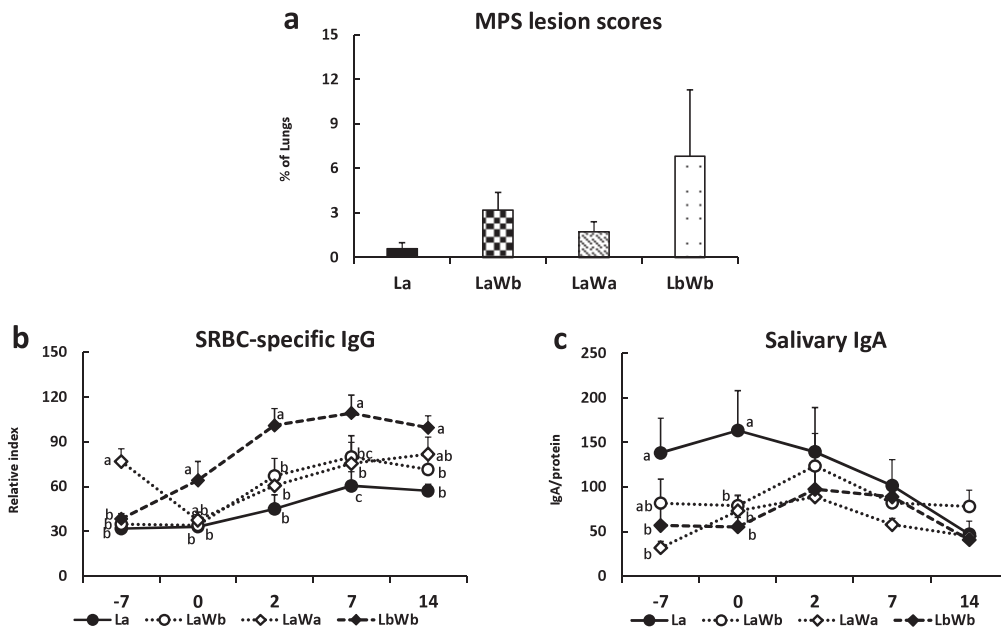 a MPS lesion scores
15
12
9
6
3
0
% of Lungs
La LaWb LaWa LbWb
b SRBC-specific IgG
150
120
90
60
30
0
Relative index
a
b
b
b
a
ab
b
b
a
b
b
b
a
bc
b
c
a
ab
b
b
-7 0 2 7 14
La LaWb LaWa LbWb
c Salivary IgA
250
200
150
100
50
0
IgA/protein
a
ab
b
b
a
b
b
b
-7 0 2 7 14
La LaWb LaWa LbWb